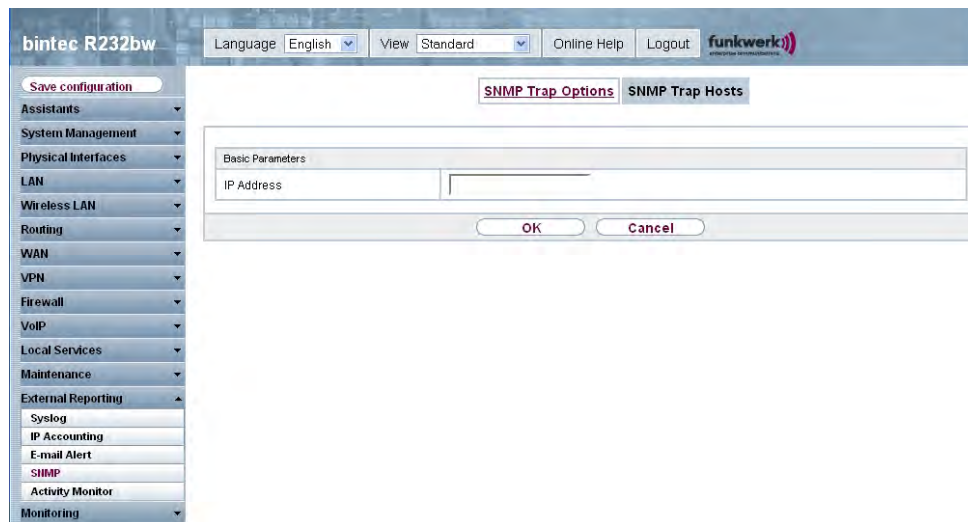 bintec R232bw
Language English View Standard Online Help Logout funkwerk
Save configuration
SNMP Trap Options SNMP Trap Hosts
Assistants
System Management
Physical Interfaces
LAN
Wireless LAN
Routing
WAN
VPN
Firewall
VoIP
Local Services
Maintenance
External Reporting
Syslog
IP Accounting
E-mail Alert
SNMP
Activity Monitor
Monitoring
Basic Parameters
IP Address
OK Cancel